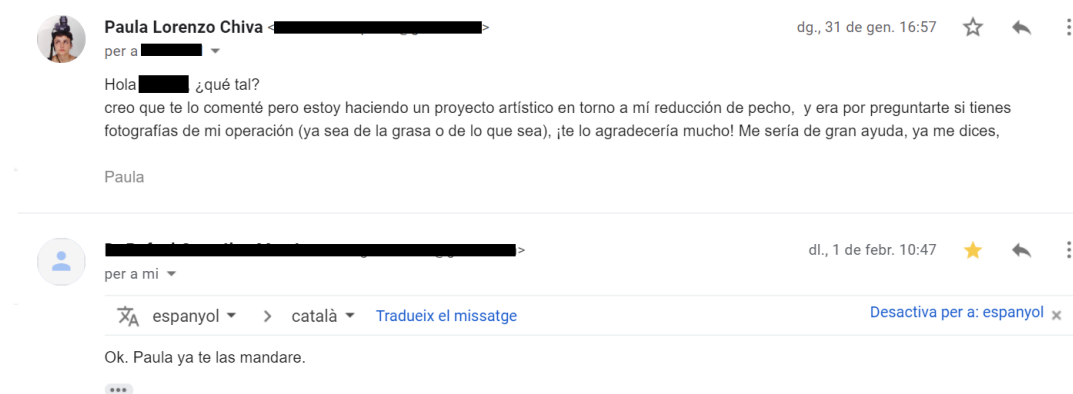 Paula Lorenzo Chiva < >
dg., 31 de gen. 16:57
per a
Hola ¿qué tal?
creo que te lo comenté pero estoy haciendo un proyecto artístico en torno a mí reducción de pecho, y era por preguntarte si tienes
fotografías de mi operación (ya sea de la grasa o de lo que sea), ¡te lo agradecería mucho! Me sería de gran ayuda, ya me dices,
Paula
>
dl., 1 de febr. 10:47
per a mi
espanyol > català Tradueix el missatge
Desactiva per a: espanyol ×
Ok. Paula ya te las mandare.